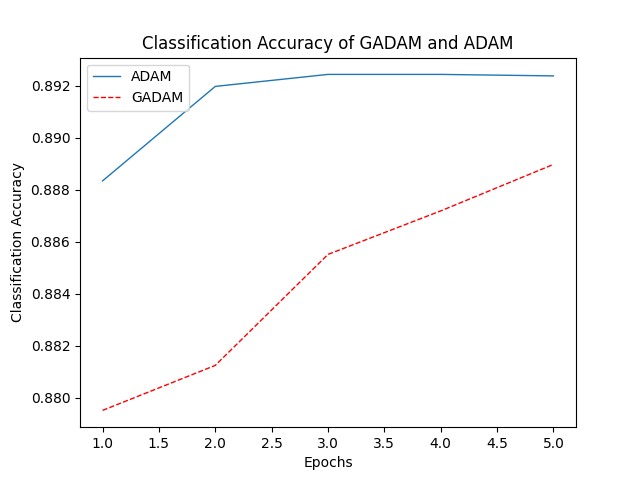 Classification Accuracy of GADAM and ADAM
ADAM
GADAM
Classification Accuracy
0.892
0.890
0.888
0.886
0.884
0.882
0.880
1.0 1.5 2.0 2.5 3.0 3.5 4.0 4.5 5.0
Epochs